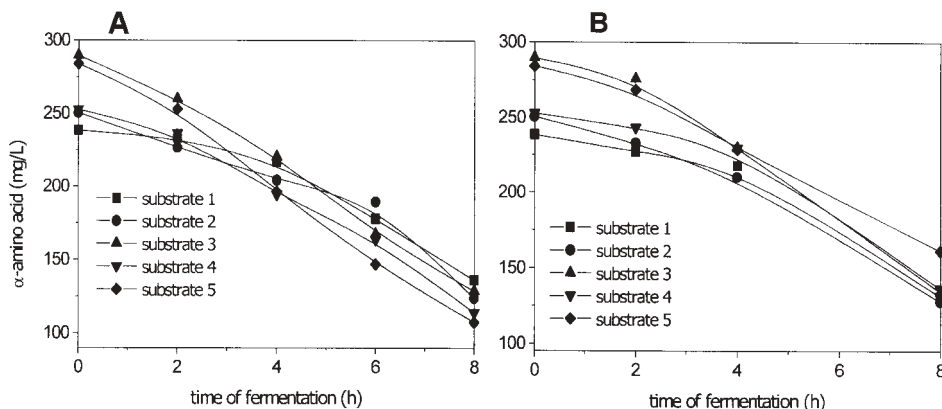 A
300
250
200
150
100
α-amino acid (mg/L)
substrate 1
substrate 2
substrate 3
substrate 4
substrate 5
0 2 4 6 8
time of fermentation (h)
B
300
250
200
150
100
substrate 1
substrate 2
substrate 3
substrate 4
substrate 5
0 2 4 6 8
time of fermentation (h)